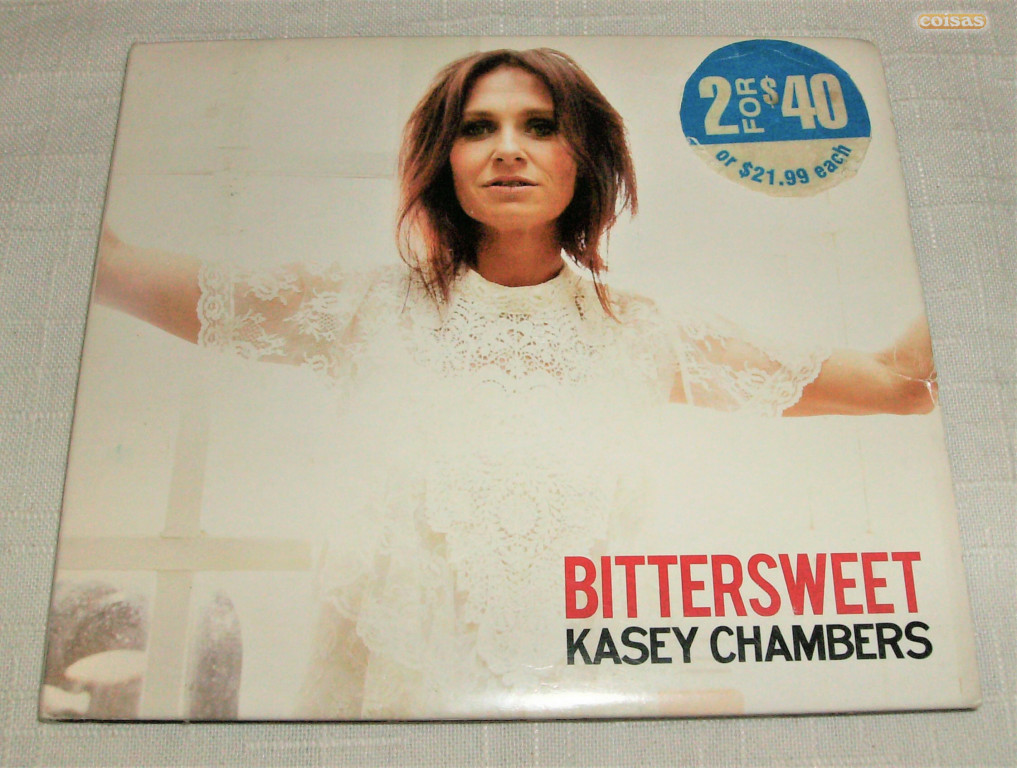 coisas
2 FOR $40
or $21.99 each
BITTERSWEET
KASEY CHAMBERS